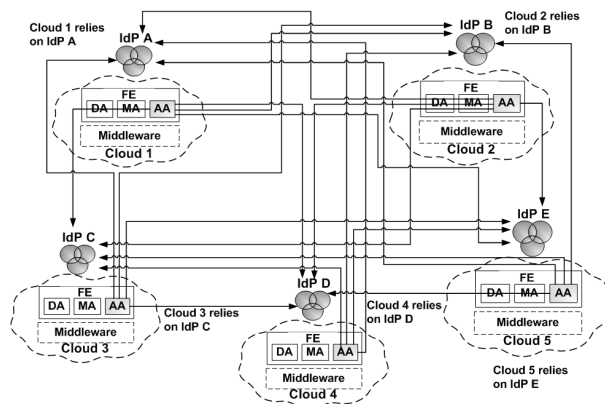 Cloud 1 relies
on IdP A
IdP A
IdP B
Cloud 2 relies
on IdP B
FE
DA MA AA
Middleware
Cloud 1
FE
DA MA AA
Middleware
Cloud 2
IdP C
IdP E
IdP D
FE
DA MA AA
Middleware
Cloud 3
Cloud 3 relies
on IdP C
Cloud 4 relies
on IdP D
FE
DA MA AA
Middleware
Cloud 5
FE
DA MA AA
Middleware
Cloud 4
Cloud 5 relies
on IdP E